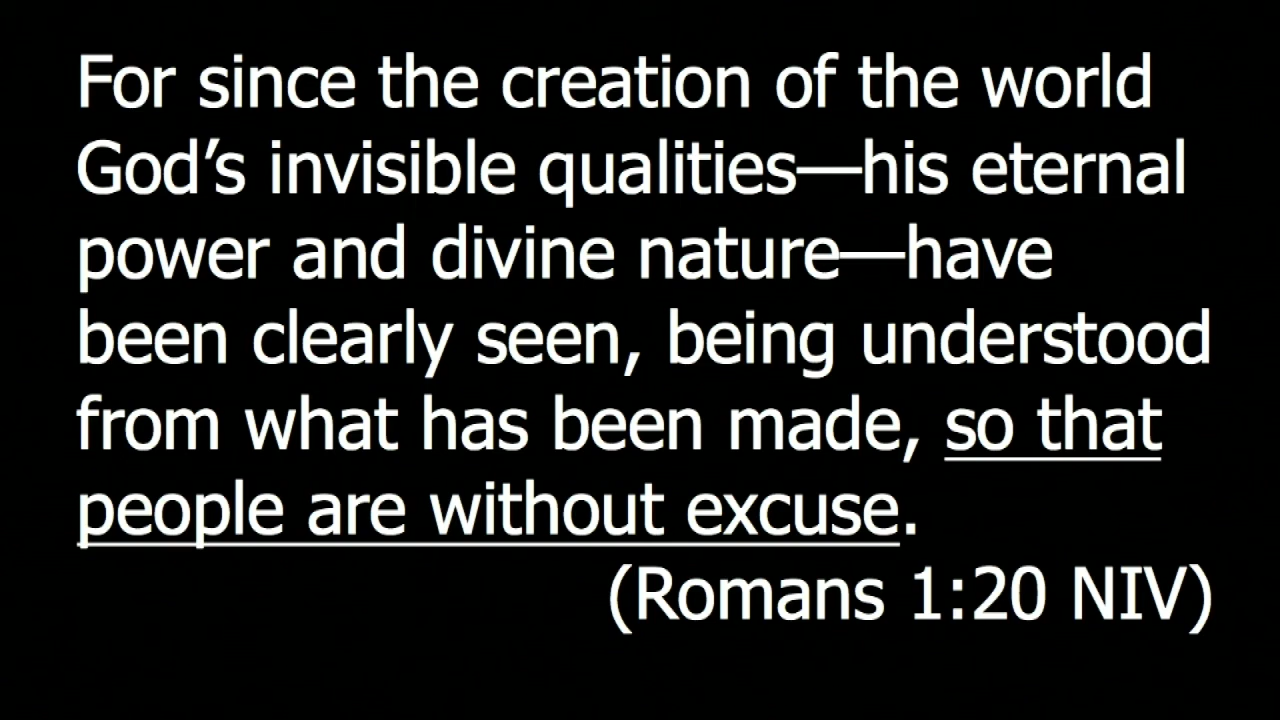 For since the creation of the world
God’s invisible qualities—his eternal
power and divine nature—have
been clearly seen, being understood
from what has been made, so that
people are without excuse.
(Romans 1:20 NIV)